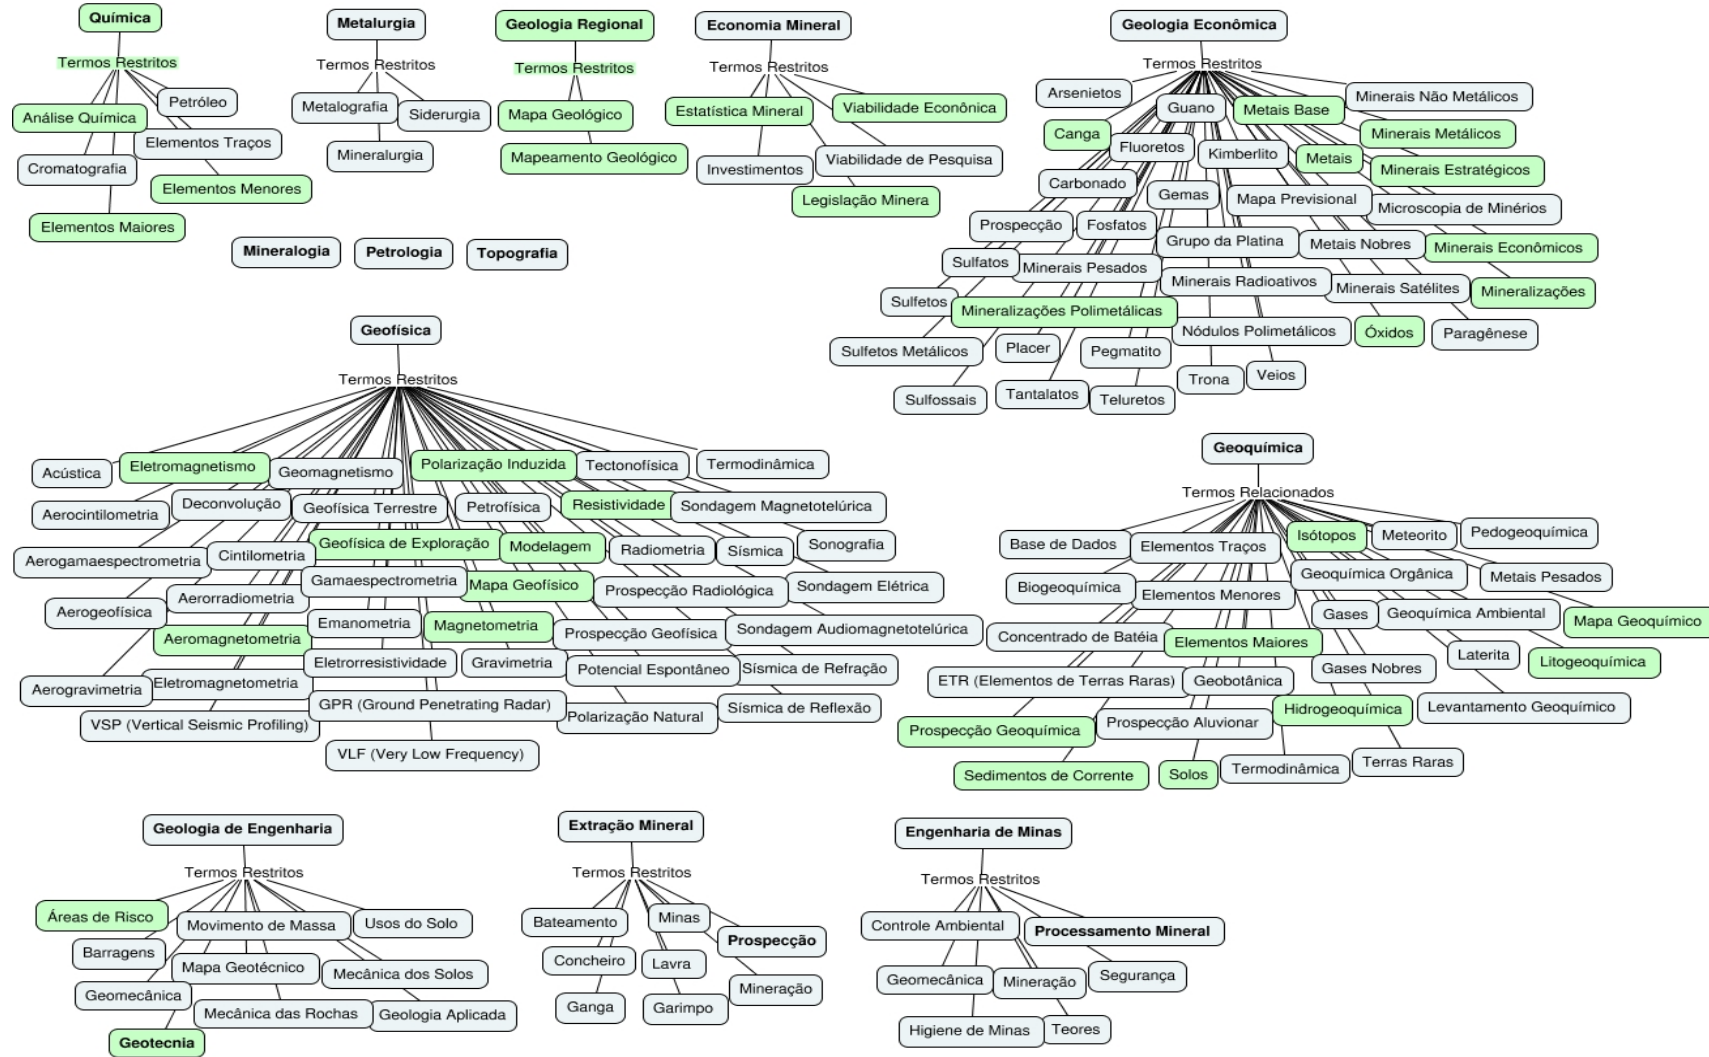 Química
Termos Restritos
Petróleo
Análise Química
Elementos Traços
Cromatografia
Elementos Menores
Elementos Maiores
Metalurgia
Termos Restritos
Metalografia
Siderurgia
Mineralurgia
Geologia Regional
Termos Restritos
Mapa Geológico
Mapeamento Geológico
Economia Mineral
Termos Restritos
Estatística Mineral
Viabilidade Econônica
Viabilidade de Pesquisa
Investimentos
Legislação Minera
Mineralogia
Petrologia
Topografia
Geologia Econômica
Termos Restritos
Arsenietos
Guano
Metais Base
Minerais Não Metálicos
Canga
Minerais Metálicos
Fluoretos
Kimberlito
Metais
Minerais Estratégicos
Carbonado
Gemas
Mapa Previsional
Microscopia de Minérios
Prospecção
Fosfatos
Grupo da Platina
Metais Nobres
Minerais Econômicos
Sulfatos
Minerais Pesados
Minerais Radioativos
Minerais Satélites
Mineralizações
Sulfetos
Mineralizações Polimetálicas
Nódulos Polimetálicos
Óxidos
Paragênese
Sulfetos Metálicos
Placer
Pegmatito
Trona
Veios
Sulfossais
Tantalatos
Teluretos
Geofísica
Termos Restritos
Acústica
Eletromagnetismo
Geomagnetismo
Polarização Induzida
Tectonofísica
Termodinâmica
Aerocintilometria
Deconvolução
Geofísica Terrestre
Petrofísica
Resistividade
Sondagem Magnetotelúrica
Aerogamaespectrometria
Cintilometria
Geofísica de Exploração
Modelagem
Radiometria
Sísmica
Sonografia
Aerogeofísica
Aerorradiometria
Gamaespectrometria
Mapa Geofísico
Prospecção Radiológica
Sondagem Elétrica
Aeromagnetometria
Emanometria
Magnetometria
Prospecção Geofísica
Sondagem Audiomagnetotelúrica
Aerogravimetria
Eletromagnetometria
Eletrorresistividade
Gravimetria
Potencial Espontâneo
Sísmica de Refração
VSP (Vertical Seismic Profiling)
GPR (Ground Penetrating Radar)
Polarização Natural
Sísmica de Reflexão
VLF (Very Low Frequency)
Geoquímica
Termos Relacionados
Base de Dados
Elementos Traços
Isótopos
Meteorito
Pedogeoquímica
Biogeoquímica
Elementos Menores
Geoquímica Orgânica
Metais Pesados
Concentrado de Batéia
Elementos Maiores
Gases
Geoquímica Ambiental
Mapa Geoquímico
ETR (Elementos de Terras Raras)
Geobotânica
Gases Nobres
Laterita
Litogeoquímica
Prospecção Geoquímica
Prospecção Aluvionar
Hidrogeoquímica
Levantamento Geoquímico
Sedimentos de Corrente
Solos
Termodinâmica
Terras Raras
Geologia de Engenharia
Termos Restritos
Áreas de Risco
Movimento de Massa
Usos do Solo
Barragens
Mapa Geotécnico
Mecânica dos Solos
Geomecânica
Mecânica das Rochas
Geologia Aplicada
Geotecnia
Extração Mineral
Termos Restritos
Bateamento
Minas
Prospecção
Concheiro
Lavra
Mineração
Ganga
Garimpo
Engenharia de Minas
Termos Restritos
Controle Ambiental
Processamento Mineral
Geomecânica
Mineração
Segurança
Higiene de Minas
Teores